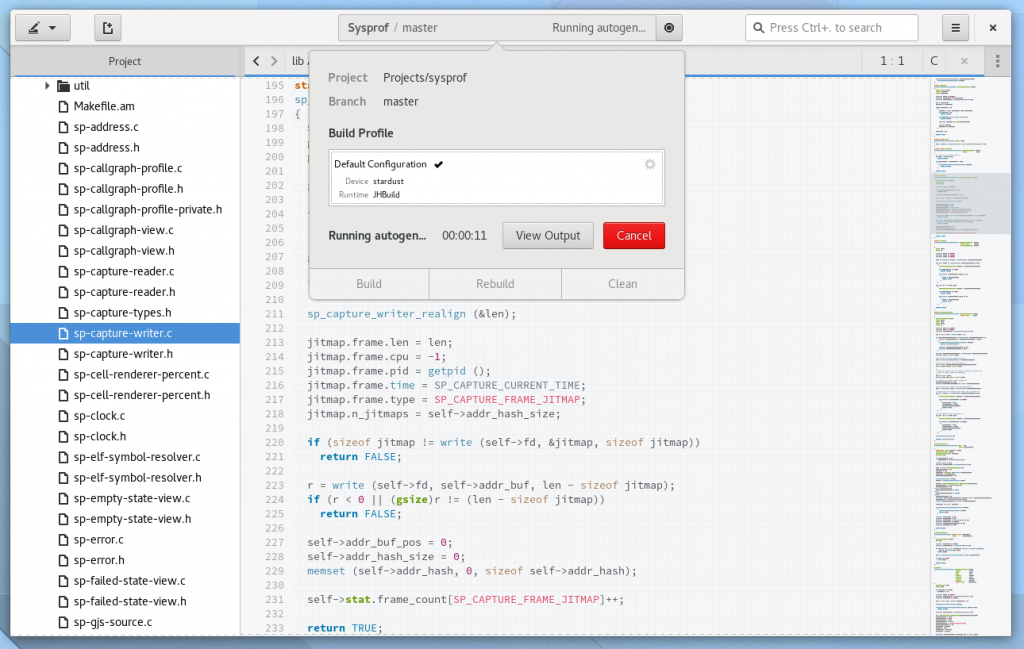 Sysprof / master Running autogen... Press Ctrl+. to search
Project
lib 1 : 1 C
util
Makefile.am
sp-address.c
sp-address.h
sp-callgraph-profile.c
sp-callgraph-profile.h
sp-callgraph-profile-private.h
sp-callgraph-view.c
sp-callgraph-view.h
sp-capture-reader.c
sp-capture-reader.h
sp-capture-types.h
sp-capture-writer.c
sp-capture-writer.h
sp-cell-renderer-percent.c
sp-cell-renderer-percent.h
sp-clock.c
sp-clock.h
sp-elf-symbol-resolver.c
sp-elf-symbol-resolver.h
sp-empty-state-view.c
sp-empty-state-view.h
sp-error.c
sp-error.h
sp-failed-state-view.c
sp-failed-state-view.h
sp-gjs-source.c
Project Projects/sysprof
Branch master
Build Profile
Default Configuration
Device stardust
Runtime JHBuild
Running autogen... 00:00:11 View Output Cancel
Build Rebuild Clean
195
196
197 {
198
199
200
201
202
203
204
205
206
207
208
209
210
211 sp_capture_writer_realign (&len);
212
213 jitmap.frame.len = len;
214 jitmap.frame.cpu = -1;
215 jitmap.frame.pid = getpid ();
216 jitmap.frame.time = SP_CAPTURE_CURRENT_TIME;
217 jitmap.frame.type = SP_CAPTURE_FRAME_JITMAP;
218 jitmap.n_jitmaps = self->addr_hash_size;
219
220 if (sizeof jitmap != write (self->fd, &jitmap, sizeof jitmap))
221 return FALSE;
222
223 r = write (self->fd, self->addr_buf, len - sizeof jitmap);
224 if (r < 0 || (gsize)r != (len - sizeof jitmap))
225 return FALSE;
226
227 self->addr_buf_pos = 0;
228 self->addr_hash_size = 0;
229 memset (self->addr_hash, 0, sizeof self->addr_hash);
230
231 self->stat.frame_count[SP_CAPTURE_FRAME_JITMAP]++;
232
233 return TRUE;